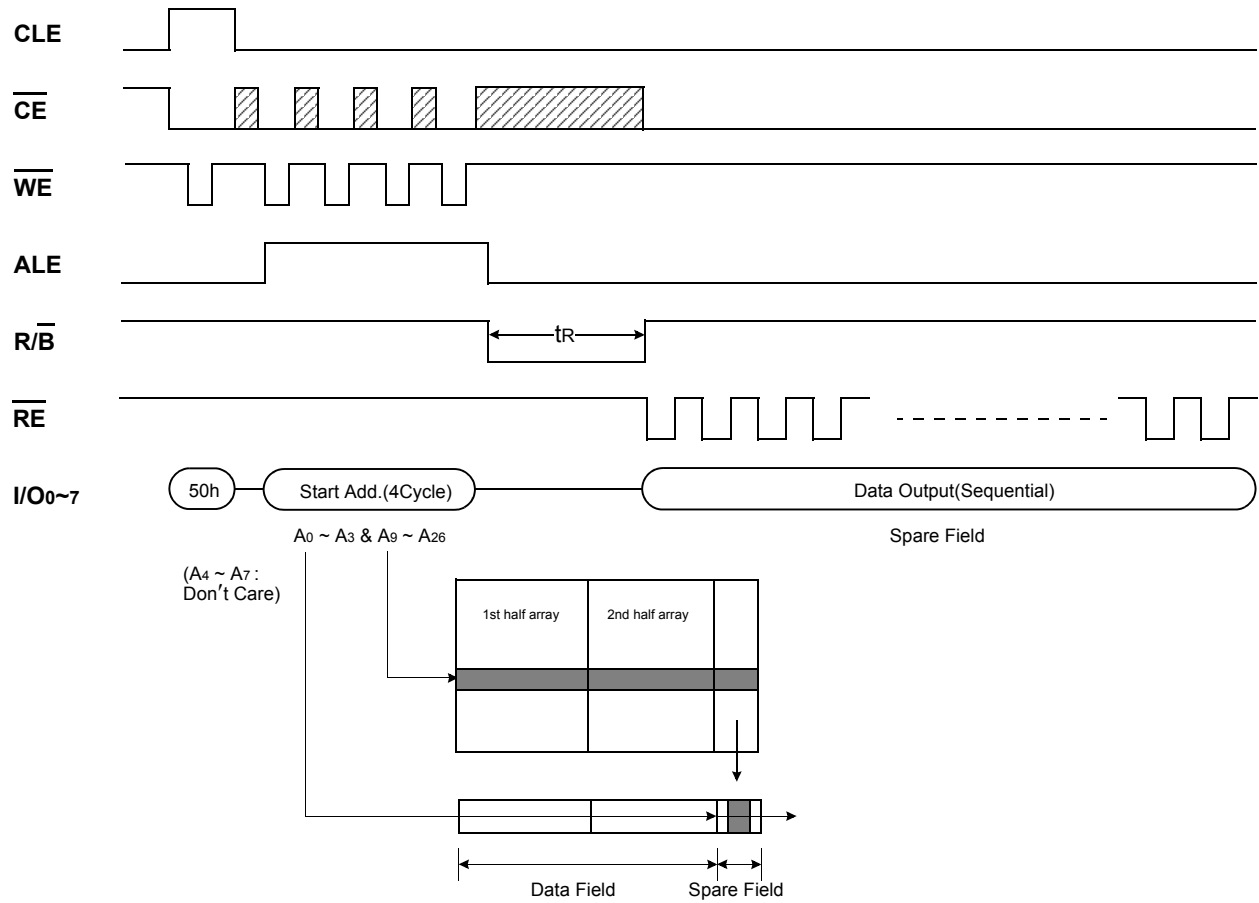 CLE
CE
WE
ALE
R/B
tR
RE
I/O0~7
50h
Start Add.(4Cycle)
Data Output(Sequential)
A0 ~ A3 & A9 ~ A26
Spare Field
(A4 ~ A7 :
Don't Care)
1st half array
2nd half array
Data Field
Spare Field